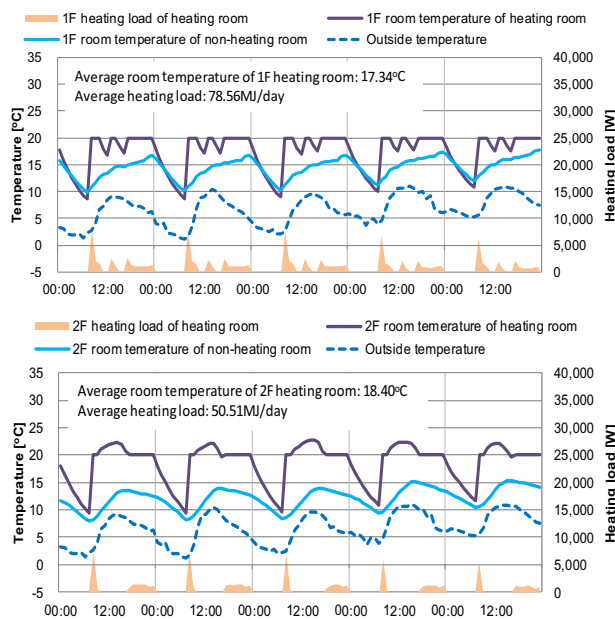 1F heating load of heating room 1F room temperature of heating room
1F room temperature of non-heating room Outside temperature
Average room temperature of 1F heating room: 17.34°C
Average heating load: 78.56MJ/day
Temperature [°C]
35
30
25
20
15
10
5
0
-5
40,000
35,000
30,000
25,000
20,000
15,000
10,000
5,000
0
Heating load [W]
00:00 12:00 00:00 12:00 00:00 12:00 00:00 12:00 00:00 12:00
2F heating load of heating room 2F room temerature of heating room
2F room temerature of non-heating room Outside temperature
Average room temperature of 2F heating room: 18.40°C
Average heating load: 50.51MJ/day
Temperature [°C]
35
30
25
20
15
10
5
0
-5
40,000
35,000
30,000
25,000
20,000
15,000
10,000
5,000
0
Heating load [W]
00:00 12:00 00:00 12:00 00:00 12:00 00:00 12:00 00:00 12:00